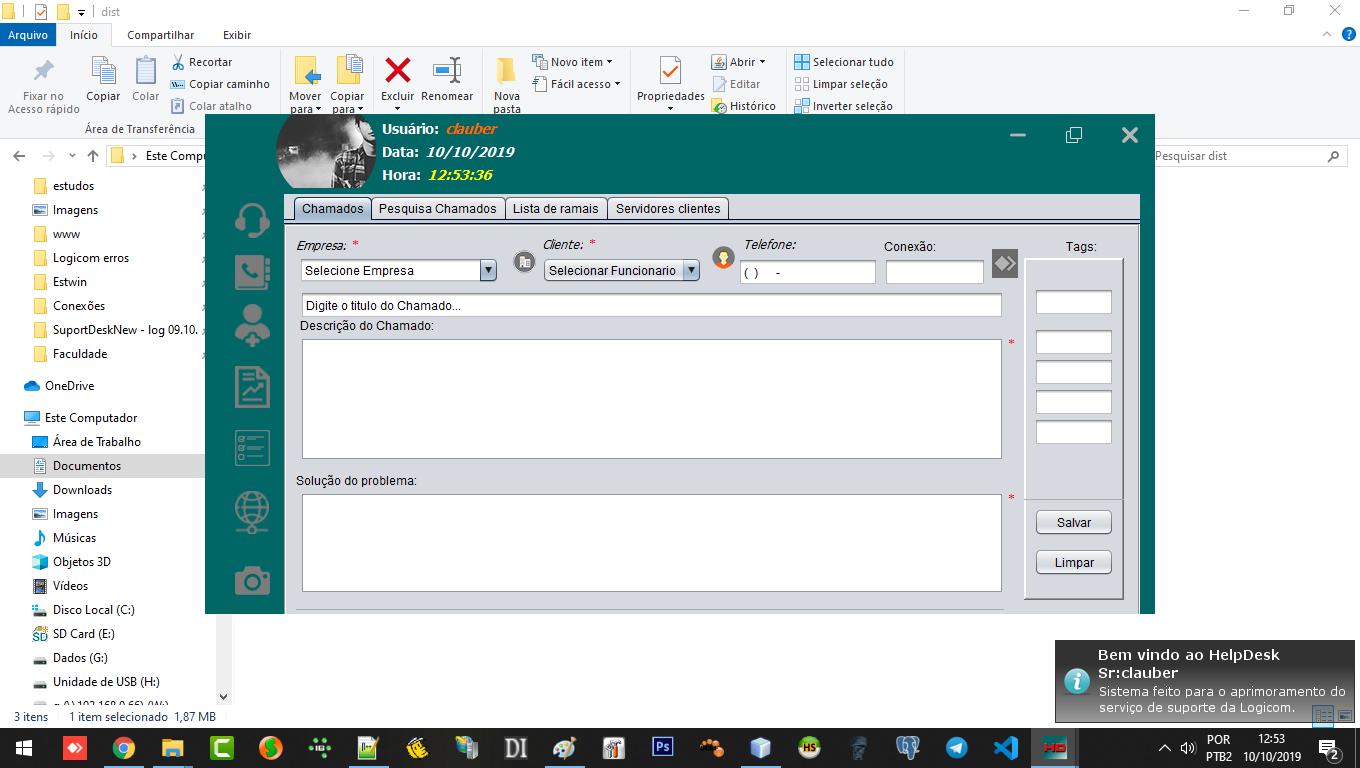 dist
Arquivo
Início
Compartilhar
Exibir
Fixar no
Acesso rápido
Copiar
Colar
Recortar
Copiar caminho
Colar atalho
Área de Transferência
Mover
para
Copiar
para
Excluir
Renomear
Nova
pasta
Novo item
Fácil acesso
Propriedades
Abrir
Editar
Histórico
Selecionar tudo
Limpar seleção
Inverter seleção
Este Compu
Pesquisar dist
estudos
Imagens
www
Logicom erros
Estwin
Conexões
SuportDeskNew - log 09.10.
Faculdade
OneDrive
Este Computador
Área de Trabalho
Documentos
Downloads
Imagens
Músicas
Objetos 3D
Vídeos
Disco Local (C:)
SD Card (E:)
Dados (G:)
Unidade de USB (H:)
3 itens
1 item selecionado 1,87 MB
Usuário: clauber
Data: 10/10/2019
Hora: 12:53:36
Chamados
Pesquisa Chamados
Lista de ramais
Servidores clientes
Empresa: *
Cliente: *
Telefone:
Conexão:
Tags:
Selecione Empresa
Selecionar Funcionario
( ) -
Digite o titulo do Chamado...
Descrição do Chamado:
*
Solução do problema:
*
Salvar
Limpar
Bem vindo ao HelpDesk
Sr:clauber
Sistema feito para o aprimoramento do
serviço de suporte da Logicom.
DI
Ps
HS
HD
POR
PTB2
12:53
10/10/2019
2